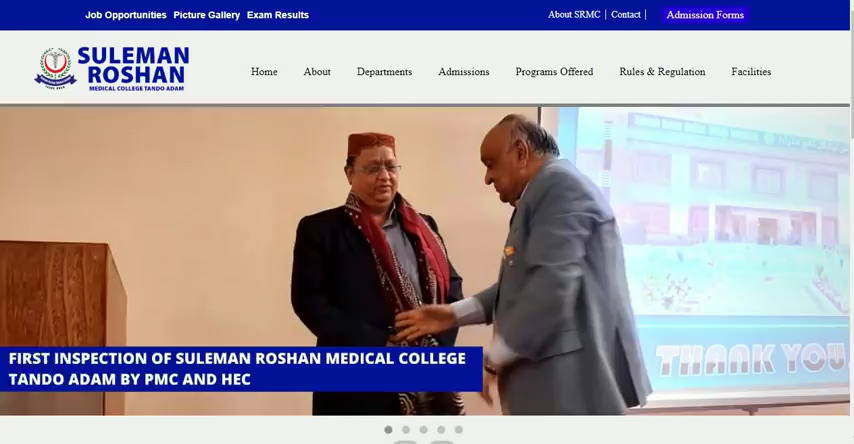 Job Opportunities Picture Gallery Exam Results
About SRMC Contact Admission Forms
SULEMAN
ROSHAN
MEDICAL COLLEGE TANDO ADAM
Home About Departments Admissions Programs Offered Rules & Regulation Facilities
THANK YOU
FIRST INSPECTION OF SULEMAN ROSHAN MEDICAL COLLEGE
TANDO ADAM BY PMC AND HEC